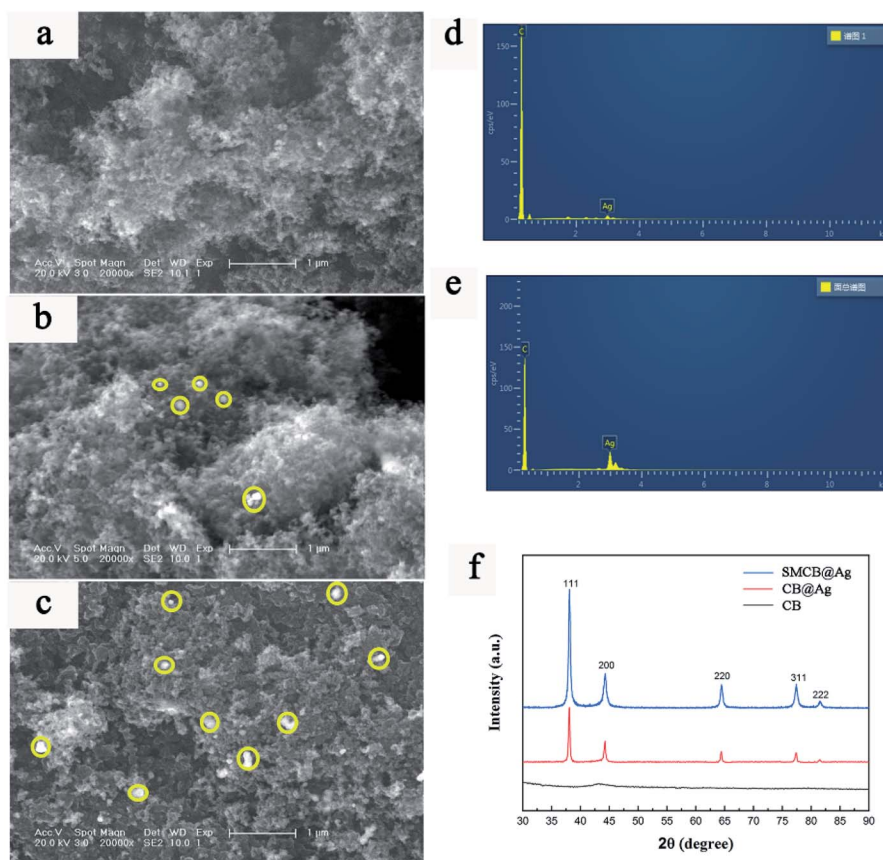 a
Acc.V Spot Magn Det WD Exp 1 μm
20.0 kV 3.0 20000x SE2 10.1 1
b
Acc.V Spot Magn Det WD Exp 1 μm
20.0 kV 5.0 20000x SE2 10.0 1
c
Acc.V Spot Magn Det WD Exp 1 μm
20.0 kV 3.0 20000x SE2 10.0 1
d
谱图 1
C
150
100
50
0
cps/eV
Ag
2 4 6 8 10
e
面总谱图
C
200
150
100
50
0
cps/eV
Ag
2 4 6 8 10
f
SMCB@Ag
CB@Ag
CB
111
200
220
311
222
Intensity (a.u.)
30 35 40 45 50 55 60 65 70 75 80 85 90
2θ (degree)